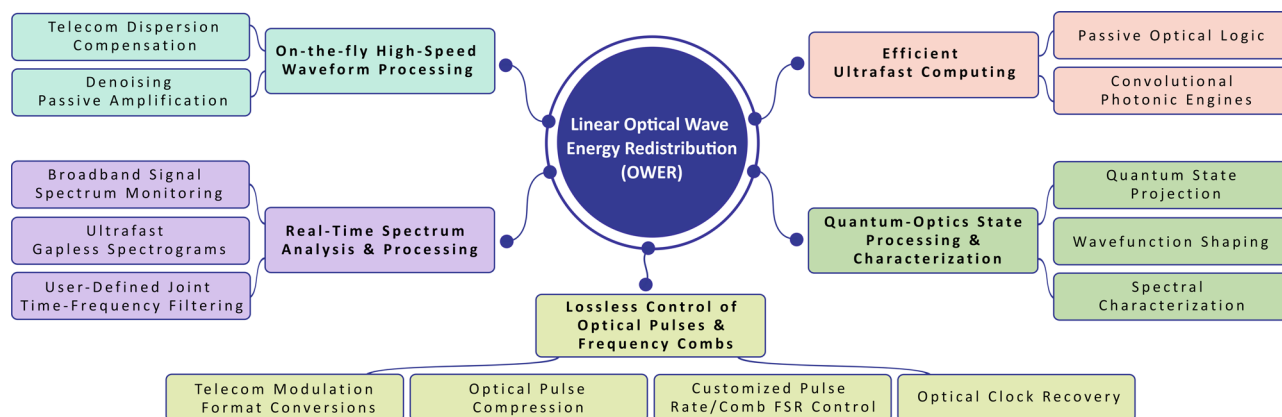 Telecom Dispersion
Compensation
Denoising
Passive Amplification
On-the-fly High-Speed
Waveform Processing
Broadband Signal
Spectrum Monitoring
Ultrafast
Gapless Spectrograms
User-Defined Joint
Time-Frequency Filtering
Real-Time Spectrum
Analysis & Processing
Linear Optical Wave
Energy Redistribution
(OWER)
Efficient
Ultrafast Computing
Passive Optical Logic
Convolutional
Photonic Engines
Quantum-Optics State
Processing &
Characterization
Quantum State
Projection
Wavefunction Shaping
Spectral
Characterization
Lossless Control of
Optical Pulses &
Frequency Combs
Telecom Modulation
Format Conversions
Optical Pulse
Compression
Customized Pulse
Rate/Comb FSR Control
Optical Clock Recovery